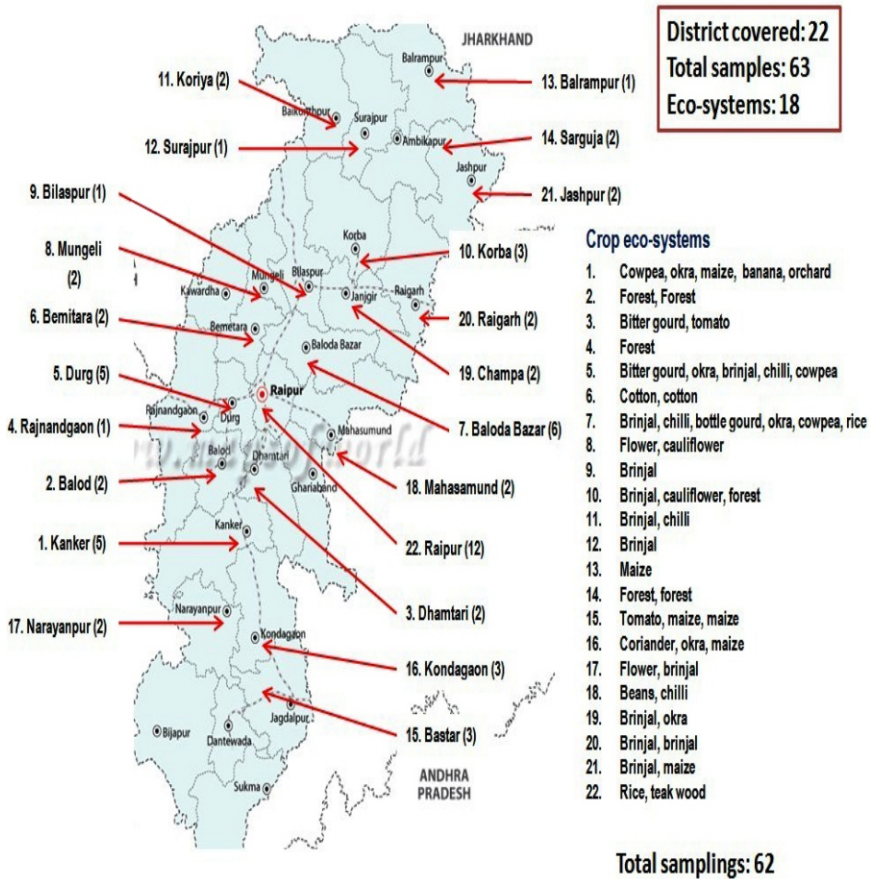 District covered: 22
Total samples: 63
Eco-systems: 18
JHARKHAND
Balrampur
11. Koriya (2)
13. Balrampur (1)
Surajpur
12. Surajpur (1)
Ambikapur
14. Sarguja (2)
Jashpur
21. Jashpur (2)
9. Bilaspur (1)
8. Mungeli
(2)
Korba
10. Korba (3)
Mungeli
Bilaspur
Kawardha
Janjgir
Raigarh
6. Bemitara (2)
20. Raigarh (2)
Bemetara
Baloda Bazar
5. Durg (5)
19. Champa (2)
Raipur
Rajnandgaon
Durg
4. Rajnandgaon (1)
7. Baloda Bazar (6)
Mahasamund
Balod
Dhamtari
2. Balod (2)
Ghariaband
18. Mahasamund (2)
Kanker
1. Kanker (5)
22. Raipur (12)
Narayanpur
3. Dhamtari (2)
17. Narayanpur (2)
Kondagaon
16. Kondagaon (3)
Jagdalpur
Bijapur
Dantewada
15. Bastar (3)
Sukma
ANDHRA
PRADESH
Crop eco-systems
1. Cowpea, okra, maize, banana, orchard
2. Forest, Forest
3. Bitter gourd, tomato
4. Forest
5. Bitter gourd, okra, brinjal, chilli, cowpea
6. Cotton, cotton
7. Brinjal, chilli, bottle gourd, okra, cowpea, rice
8. Flower, cauliflower
9. Brinjal
10. Brinjal, cauliflower, forest
11. Brinjal, chilli
12. Brinjal
13. Maize
14. Forest, forest
15. Tomato, maize, maize
16. Coriander, okra, maize
17. Flower, brinjal
18. Beans, chilli
19. Brinjal, okra
20. Brinjal, brinjal
21. Brinjal, maize
22. Rice, teak wood
Total samplings: 62